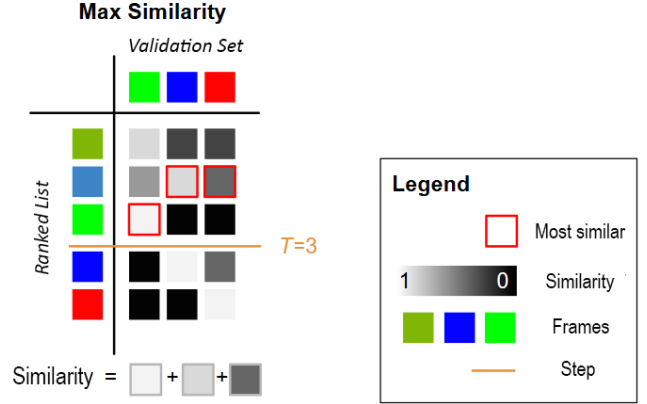 Max Similarity
Validation Set
Ranked List
T=3
Similarity = + +
Legend
Most similar
1 0 Similarity
Frames
Step